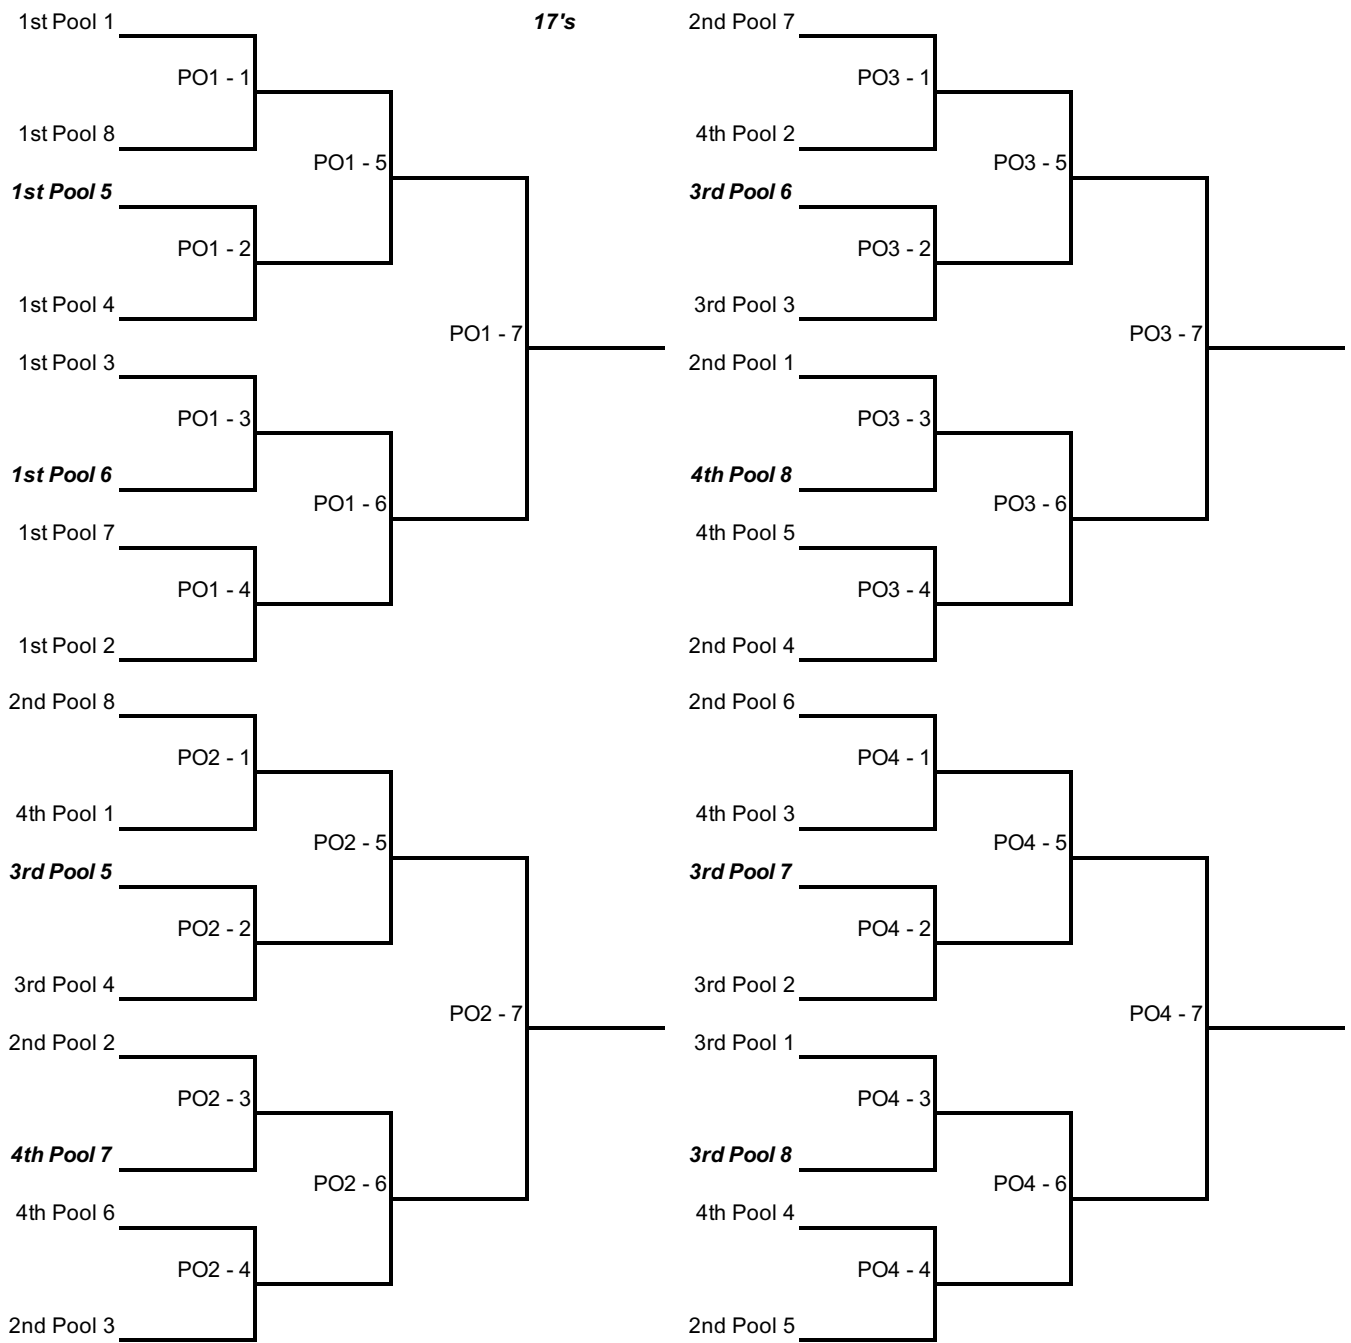 17's
1st Pool 1
PO1 - 1
1st Pool 8
PO1 - 5
1st Pool 5
PO1 - 2
1st Pool 4
PO1 - 7
1st Pool 3
PO1 - 3
1st Pool 6
PO1 - 6
1st Pool 7
PO1 - 4
1st Pool 2
2nd Pool 8
PO2 - 1
4th Pool 1
PO2 - 5
3rd Pool 5
PO2 - 2
3rd Pool 4
PO2 - 7
2nd Pool 2
PO2 - 3
4th Pool 7
PO2 - 6
4th Pool 6
PO2 - 4
2nd Pool 3
2nd Pool 7
PO3 - 1
4th Pool 2
PO3 - 5
3rd Pool 6
PO3 - 2
3rd Pool 3
PO3 - 7
2nd Pool 1
PO3 - 3
4th Pool 8
PO3 - 6
4th Pool 5
PO3 - 4
2nd Pool 4
2nd Pool 6
PO4 - 1
4th Pool 3
PO4 - 5
3rd Pool 7
PO4 - 2
3rd Pool 2
PO4 - 7
3rd Pool 1
PO4 - 3
3rd Pool 8
PO4 - 6
4th Pool 4
PO4 - 4
2nd Pool 5